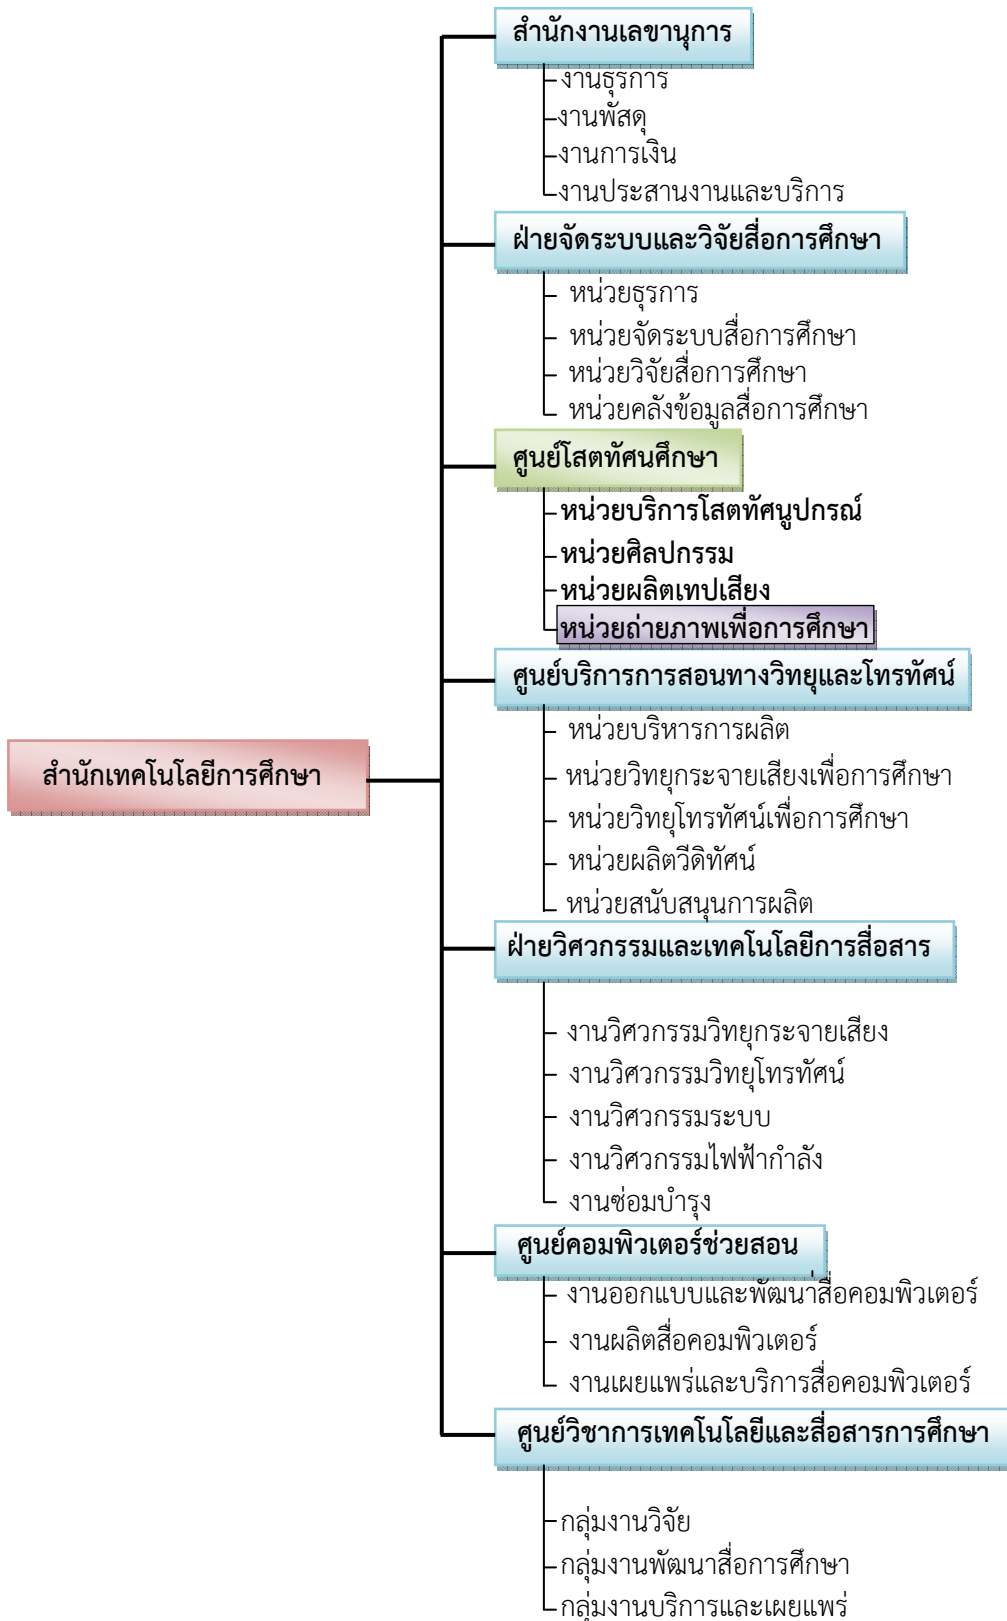 สำนักงานเลขานุการ
งานธุรการ
งานพัสดุ
งานการเงิน
งานประสานงานและบริการ
ฝ่ายจัดระบบและวิจัยสื่อการศึกษา
หน่วยธุรการ
หน่วยจัดระบบสื่อการศึกษา
หน่วยวิจัยสื่อการศึกษา
หน่วยคลังข้อมูลสื่อการศึกษา
ศูนย์โสตทัศนศึกษา
หน่วยบริการโสตทัศนูปกรณ์
หน่วยศิลปกรรม
หน่วยผลิตเทปเสียง
หน่วยถ่ายภาพเพื่อการศึกษา
ศูนย์บริการการสอนทางวิทยุและโทรทัศน์
หน่วยบริหารการผลิต
สำนักเทคโนโลยีการศึกษา
หน่วยวิทยุกระจายเสียงเพื่อการศึกษา
หน่วยวิทยุโทรทัศน์เพื่อการศึกษา
หน่วยผลิตวีดิทัศน์
หน่วยสนับสนุนการผลิต
ฝ่ายวิศวกรรมและเทคโนโลยีการสื่อสาร
งานวิศวกรรมวิทยุกระจายเสียง
งานวิศวกรรมวิทยุโทรทัศน์
งานวิศวกรรมระบบ
งานวิศวกรรมไฟฟ้ากำลัง
งานซ่อมบำรุง
ศูนย์คอมพิวเตอร์ช่วยสอน
งานออกแบบและพัฒนาสื่อคอมพิวเตอร์
งานผลิตสื่อคอมพิวเตอร์
งานเผยแพร่และบริการสื่อคอมพิวเตอร์
ศูนย์วิชาการเทคโนโลยีและสื่อสารการศึกษา
กลุ่มงานวิจัย
กลุ่มงานพัฒนาสื่อการศึกษา
กลุ่มงานบริการและเผยแพร่